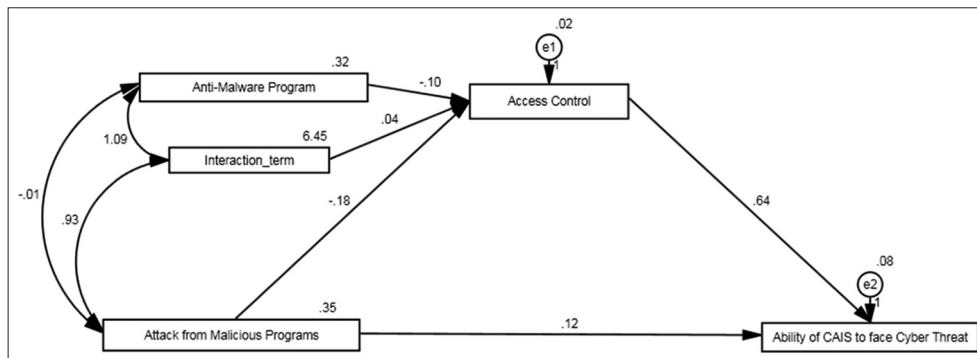 .02
e1
1
.32
Anti-Malware Program
-.10
Access Control
.04
6.45
1.09
Interaction_term
-.01
.93
-.18
.64
.08
e2
1
.35
Attack from Malicious Programs
.12
Ability of CAIS to face Cyber Threat